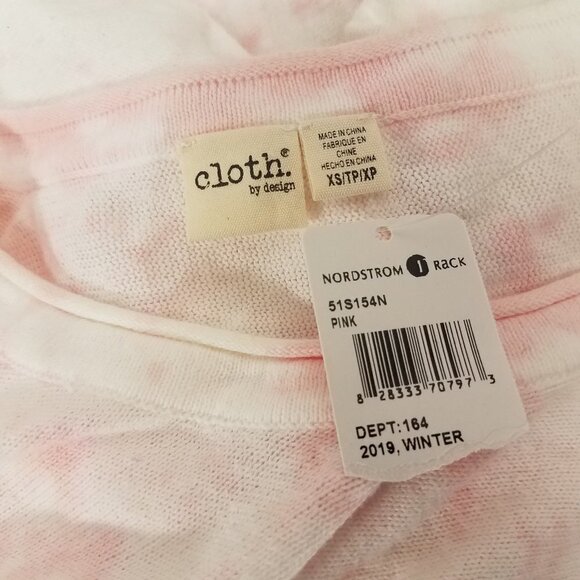 cloth.®
by design
MADE IN CHINA
FABRIQUE EN
CHINE
HECHO EN CHINA
XS/TP/XP
NORDSTROM RACK
51S154N
PINK
8 28333 70797 3
DEPT:164
2019, WINTER